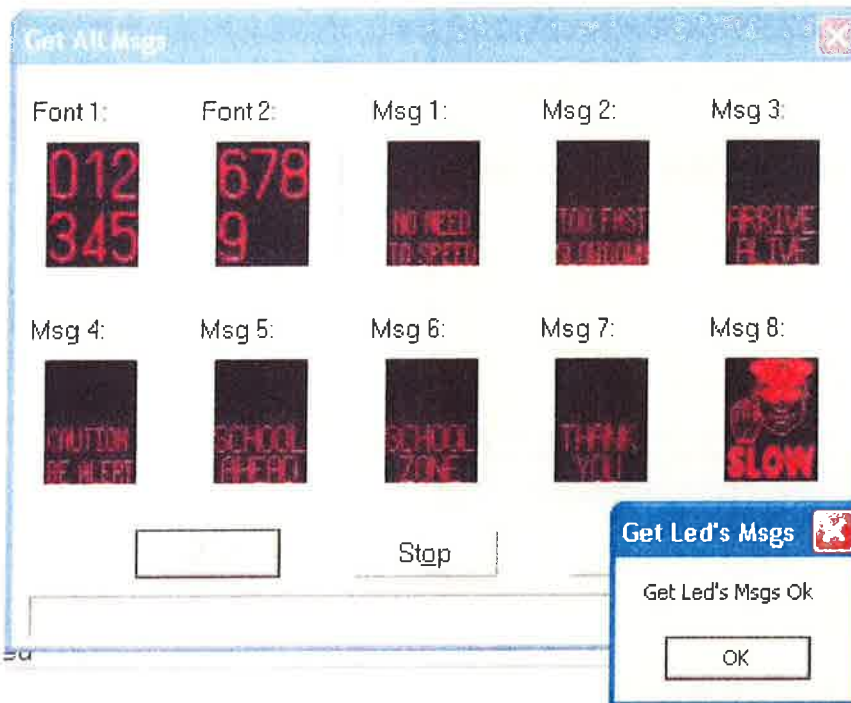 Get All Msgs
Font 1: Font 2: Msg 1: Msg 2: Msg 3:
012 678 NO NEED TOO FAST ARRIVE
345 9 TO SPEED SLOWDOWN ALIVE
Msg 4: Msg 5: Msg 6: Msg 7: Msg 8:
CAUTION SCHOOL SCHOOL THANK SLOW
BE ALERT AHEAD ZONE YOU
Stop
Get Led's Msgs
Get Led's Msgs Ok
OK